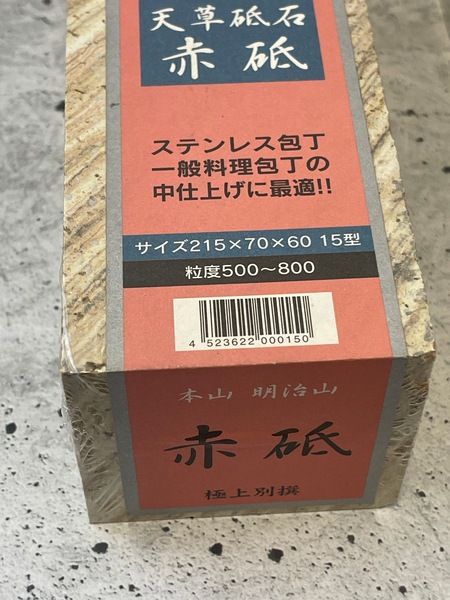 天草砥石
赤砥
ステンレス包丁
一般料理包丁の
中仕上げに最適!!
サイズ215×70×60 15型
粒度500～800
4 523622 000150
本山 明治山
赤砥
極上別撰